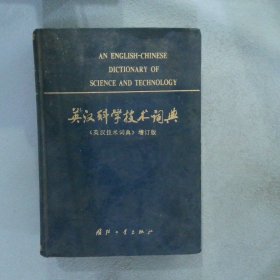 AN ENGLISH-CHINESE
DICTIONARY OF
SCIENCE AND TECHNOLOGY
英汉科学技术词典
《英汉技术词典》增订版
国防工业出版社